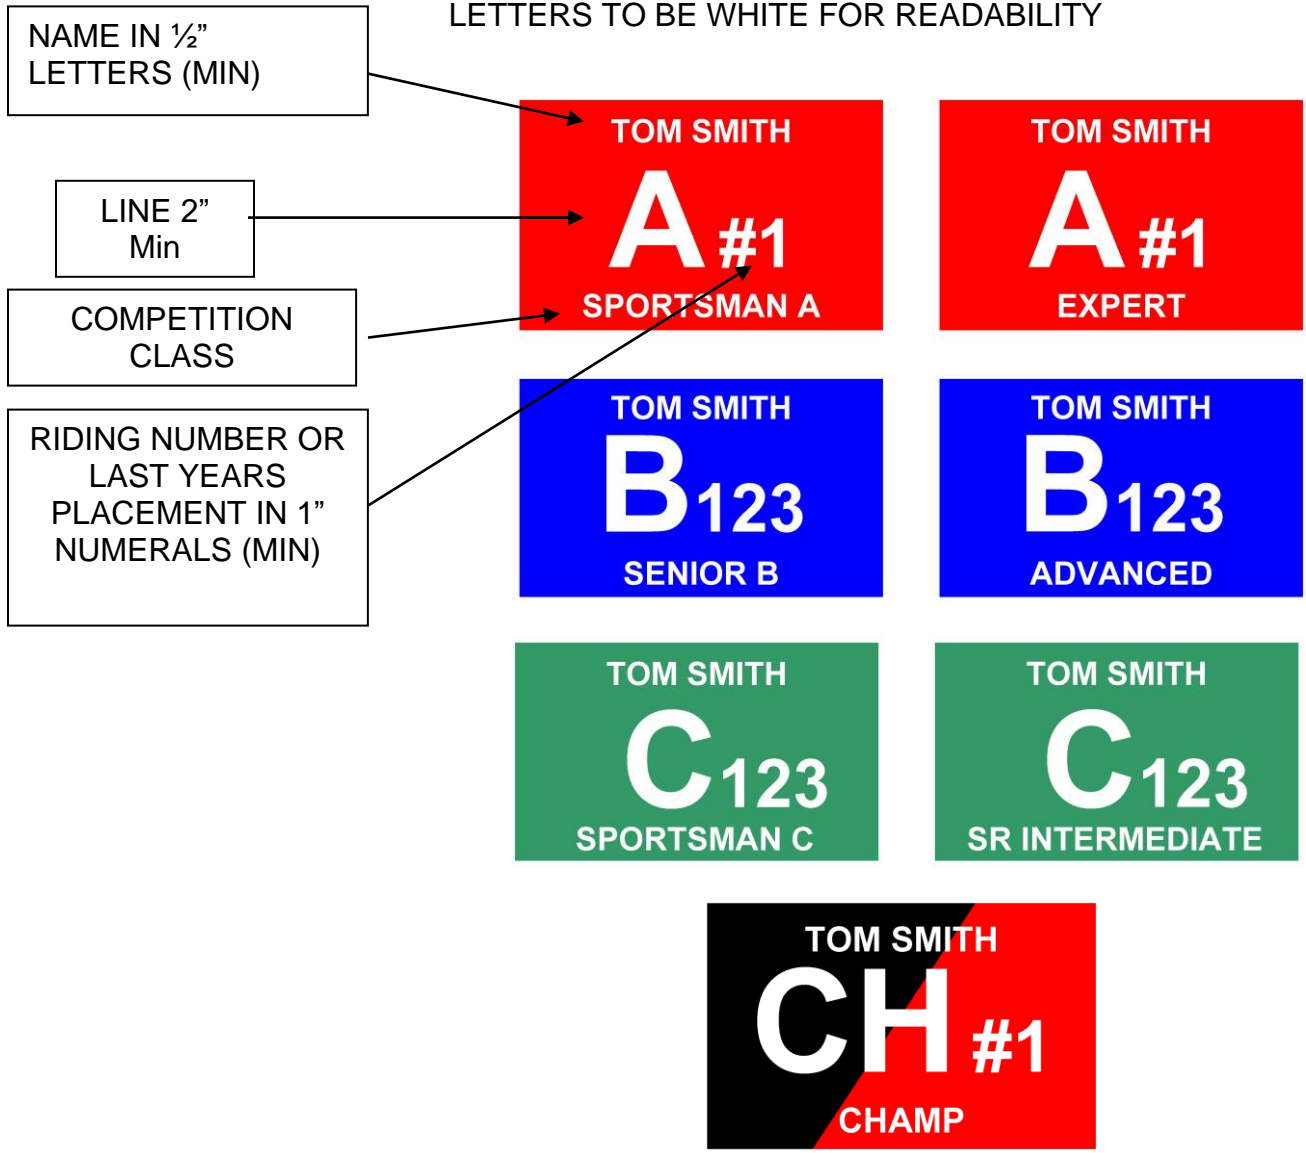 LETTERS TO BE WHITE FOR READABILITY
NAME IN ½”
LETTERS (MIN)
LINE 2”
Min
COMPETITION
CLASS
RIDING NUMBER OR
LAST YEARS
PLACEMENT IN 1”
NUMERALS (MIN)
TOM SMITH
A #1
SPORTSMAN A
TOM SMITH
A #1
EXPERT
TOM SMITH
B123
SENIOR B
TOM SMITH
B123
ADVANCED
TOM SMITH
C123
SPORTSMAN C
TOM SMITH
C123
SR INTERMEDIATE
TOM SMITH
CH #1
CHAMP